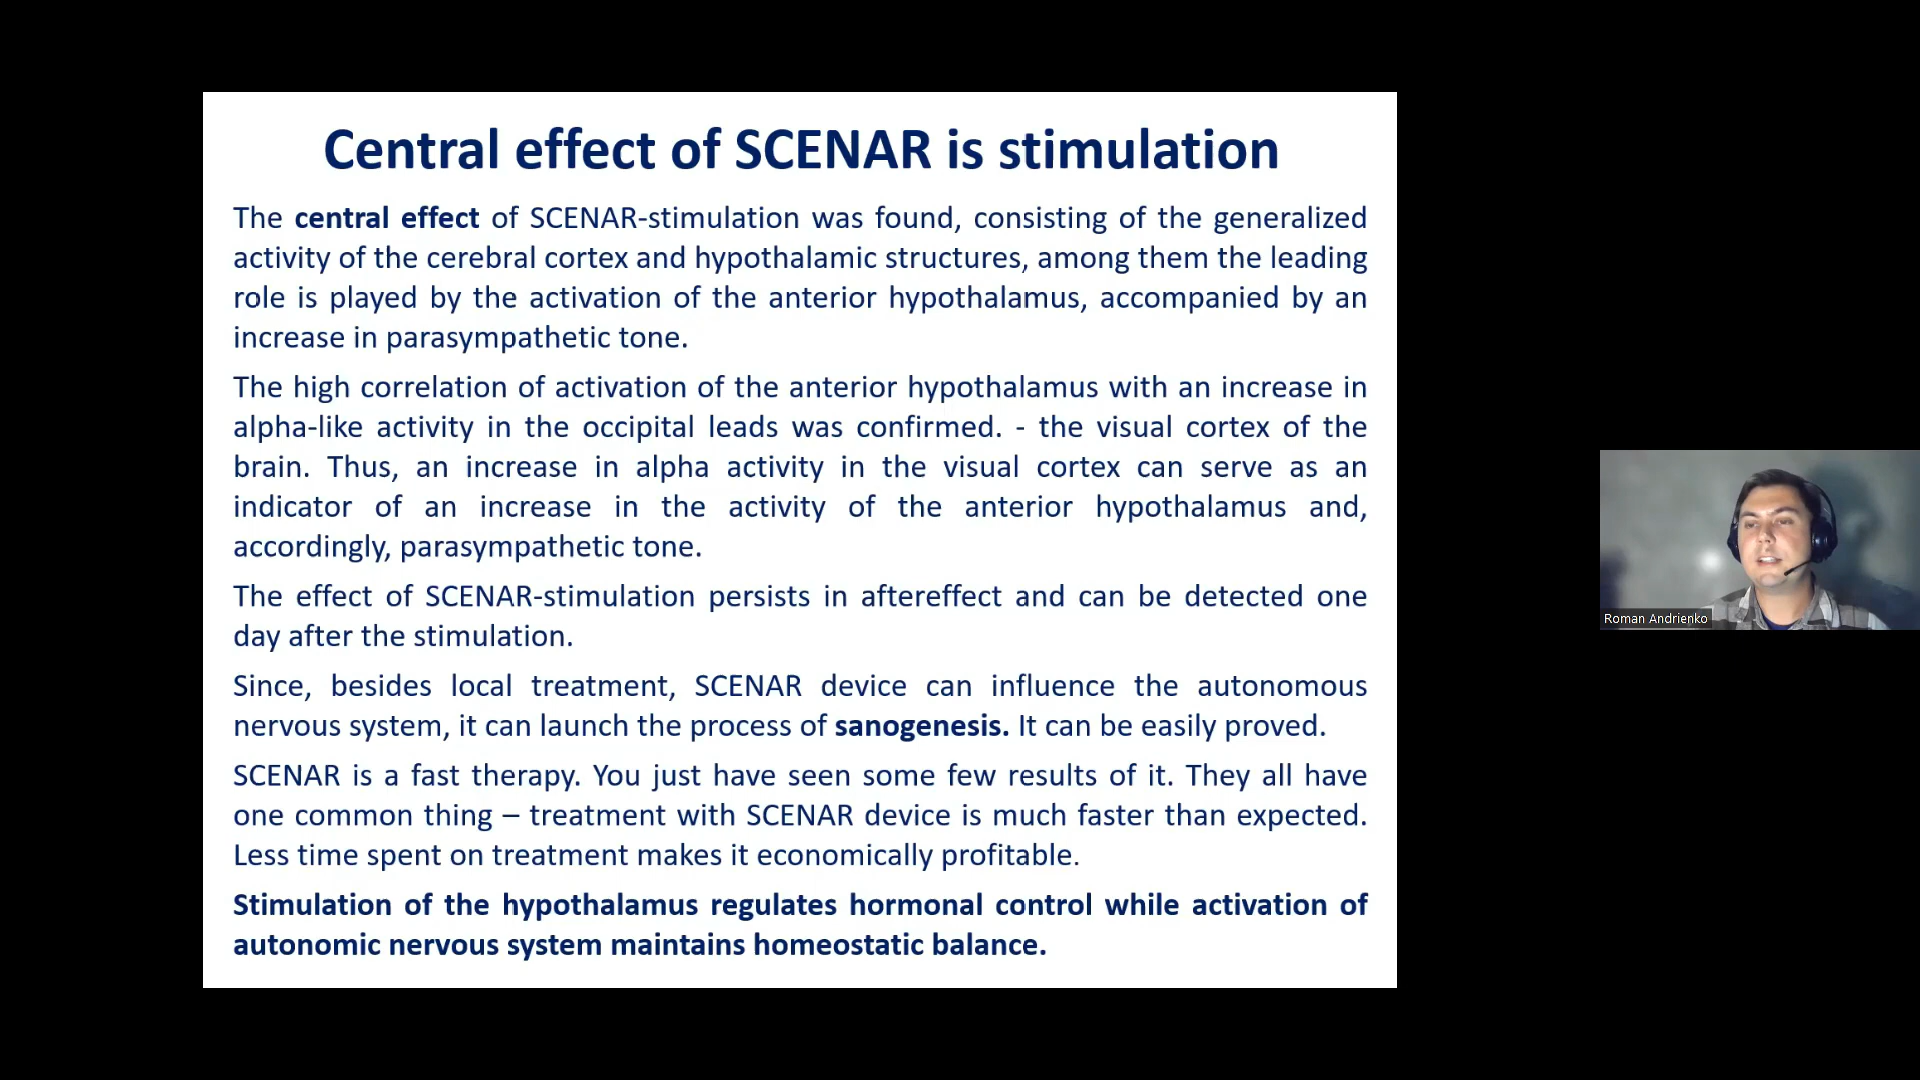 Central effect of SCENAR is stimulation
The central effect of SCENAR-stimulation was found, consisting of the generalized
activity of the cerebral cortex and hypothalamic structures, among them the leading
role is played by the activation of the anterior hypothalamus, accompanied by an
increase in parasympathetic tone.
The high correlation of activation of the anterior hypothalamus with an increase in
alpha-like activity in the occipital leads was confirmed. - the visual cortex of the
brain. Thus, an increase in alpha activity in the visual cortex can serve as an
indicator of an increase in the activity of the anterior hypothalamus and,
accordingly, parasympathetic tone.
The effect of SCENAR-stimulation persists in aftereffect and can be detected one
day after the stimulation.
Since, besides local treatment, SCENAR device can influence the autonomous
nervous system, it can launch the process of sanogenesis. It can be easily proved.
SCENAR is a fast therapy. You just have seen some few results of it. They all have
one common thing – treatment with SCENAR device is much faster than expected.
Less time spent on treatment makes it economically profitable.
Stimulation of the hypothalamus regulates hormonal control while activation of
autonomic nervous system maintains homeostatic balance.
Roman Andrienko